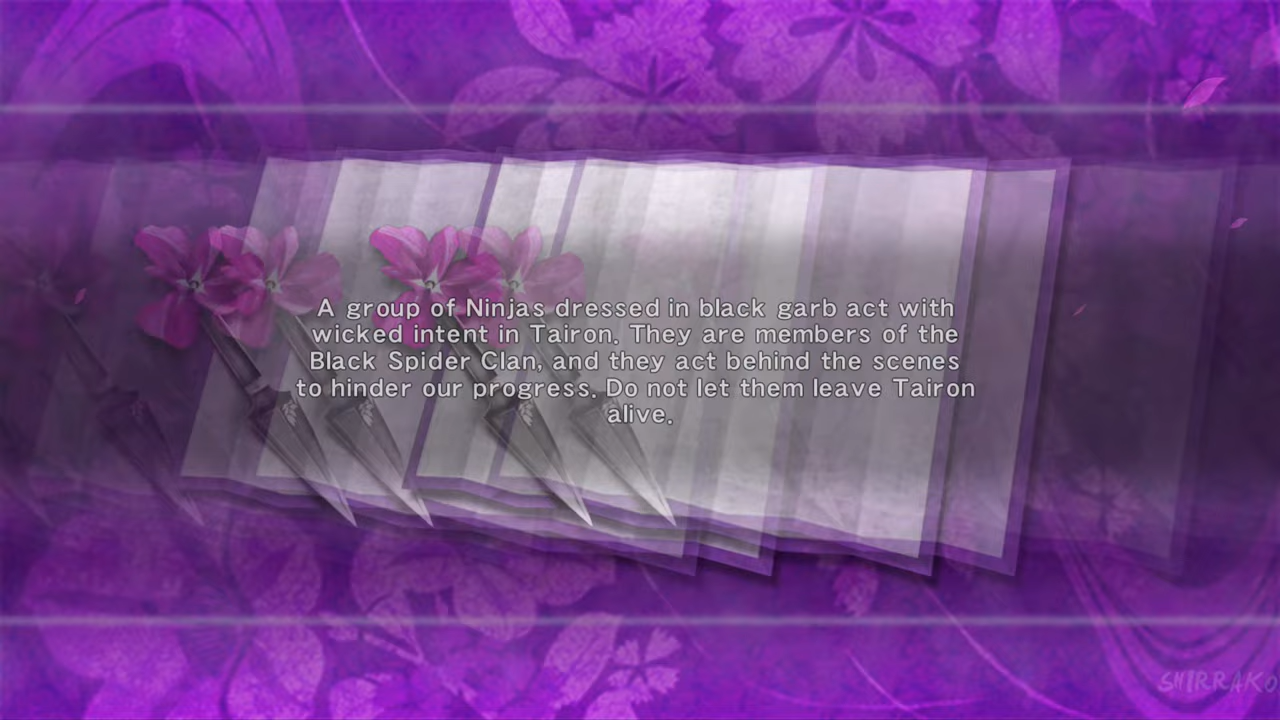 A group of Ninjas dressed in black garb act with
wicked intent in Tairon. They are members of the
Black Spider Clan, and they act behind the scenes
to hinder our progress. Do not let them leave Tairon
alive.
SHIRRAKO